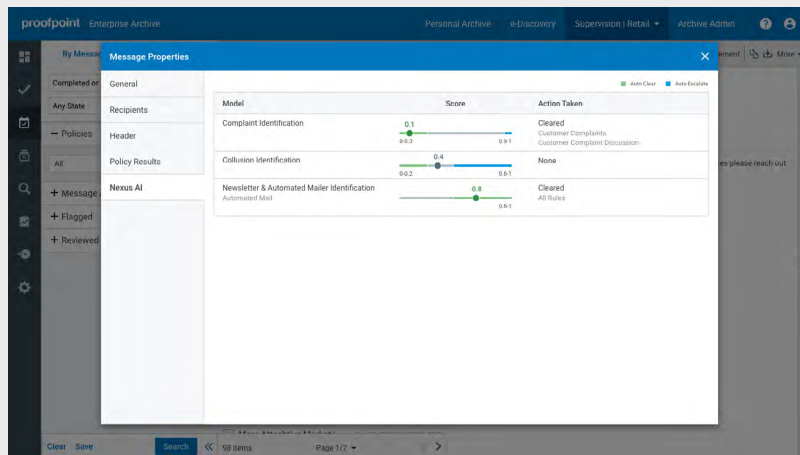 proofpoint Enterprise Archive Personal Archive e-Discovery Supervision | Retail Archive Admin
By Messag
Message Properties
ement More
Completed or
Any State
Policies
All
Message
Flagged
Reviewed
General
Recipients
Header
Policy Results
Nexus AI
Auto Clear Auto Escalate
Model Score Action Taken
Complaint Identification 0.1 Cleared
Customer Complaints
0-0.3 0.9-1 Customer Complaint Discussion
Collusion Identification 0.4 None
0-0.2 0.6-1
Newsletter & Automated Mailer Identification 0.8 Cleared
Automated Mail All Rules
0.6-1
es please reach out
Clear Save Search 98 items Page 1/7